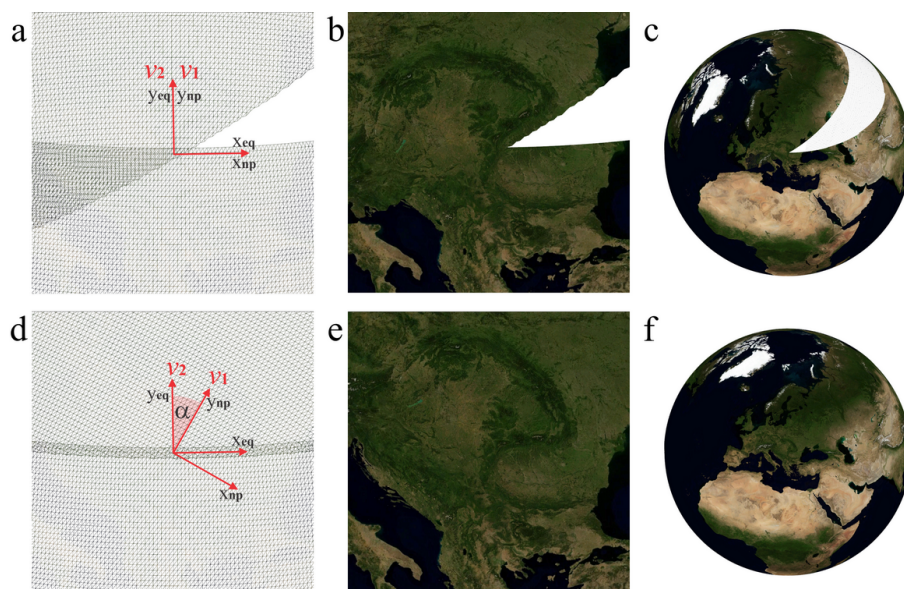 a
b
c
v2 v1
yeq ynp
xeq
xnp
d
e
f
v2
v1
yeq
ynp
α
xeq
xnp